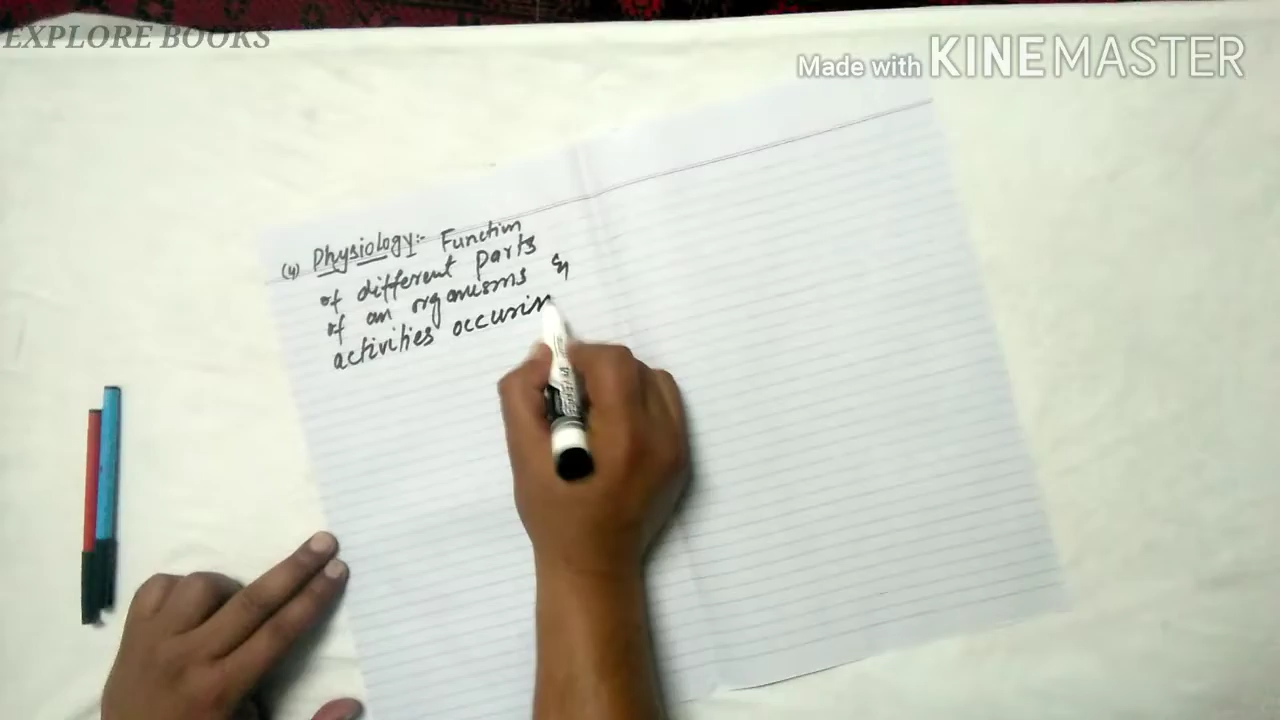 EXPLORE BOOKS
Made with KINEMASTER
(4) Physiology:- Function
of different parts
of an organisms &
activities occurin